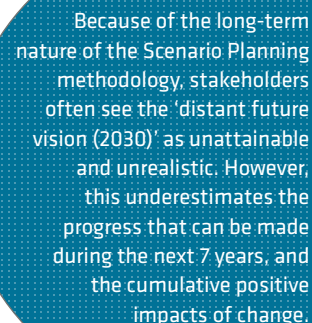 Because of the long-term
nature of the Scenario Planning
methodology, stakeholders
often see the ‘distant future
vision (2030)’ as unattainable
and unrealistic. However,
this underestimates the
progress that can be made
during the next 7 years, and
the cumulative positive
impacts of change.